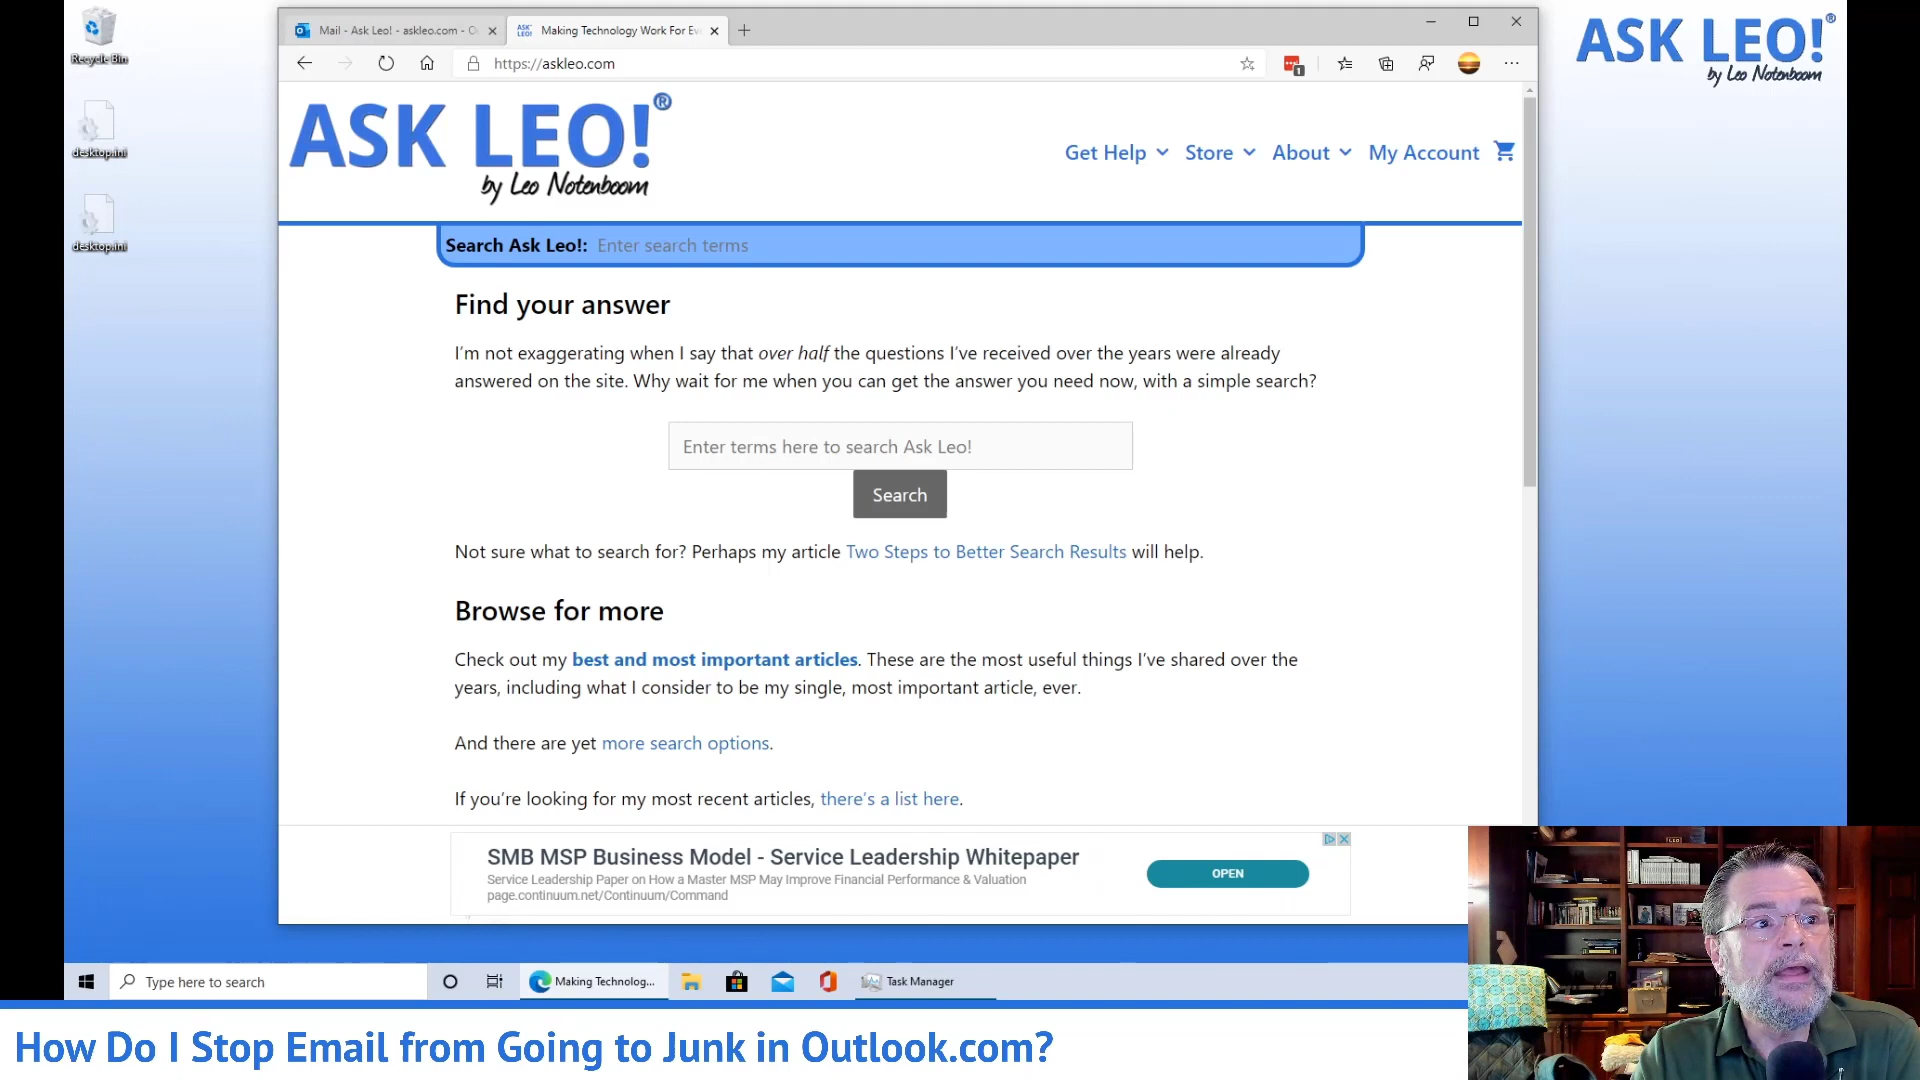 Recycle Bin
desktop.ini
desktop.ini
Mail - Ask Leo! - askleo.com - O
ASK LEO!
Making Technology Work For Ev
https://askleo.com
1
ASK LEO!®
by Leo Notenboom
ASK LEO!®
by Leo Notenboom
Get Help
Store
About
My Account
Search Ask Leo!: Enter search terms
Find your answer
I'm not exaggerating when I say that over half the questions I've received over the years were already
answered on the site. Why wait for me when you can get the answer you need now, with a simple search?
Enter terms here to search Ask Leo!
Search
Not sure what to search for? Perhaps my article Two Steps to Better Search Results will help.
Browse for more
Check out my best and most important articles. These are the most useful things I've shared over the
years, including what I consider to be my single, most important article, ever.
And there are yet more search options.
If you're looking for my most recent articles, there's a list here.
SMB MSP Business Model - Service Leadership Whitepaper
Service Leadership Paper on How a Master MSP May Improve Financial Performance & Valuation
page.continuum.net/Continuum/Command
OPEN
Type here to search
Making Technolog...
Task Manager
LEO
How Do I Stop Email from Going to Junk in Outlook.com?